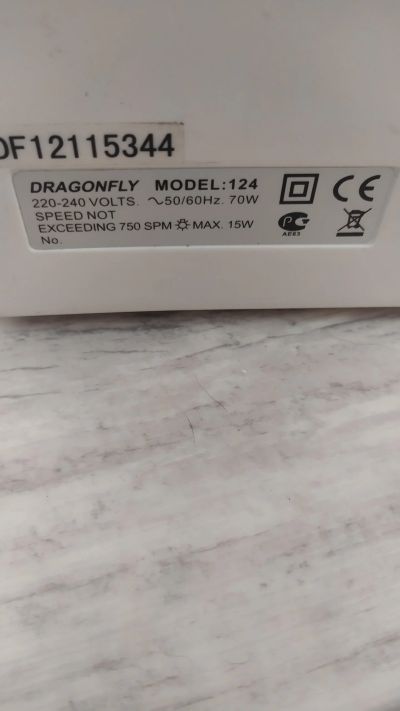 DF12115344
DRAGONFLY MODEL:124
220-240 VOLTS. ~50/60Hz. 70W
SPEED NOT
EXCEEDING 750 SPM MAX. 15W
No.
CE
AE83